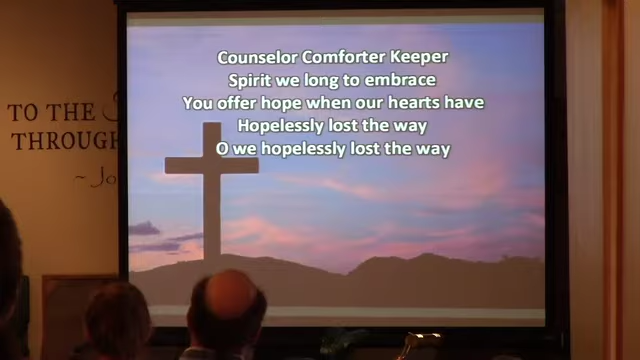 Counselor Comforter Keeper
Spirit we long to embrace
You offer hope when our hearts have
Hopelessly lost the way
O we hopelessly lost the way
TO THE
THROUGH
~Jo